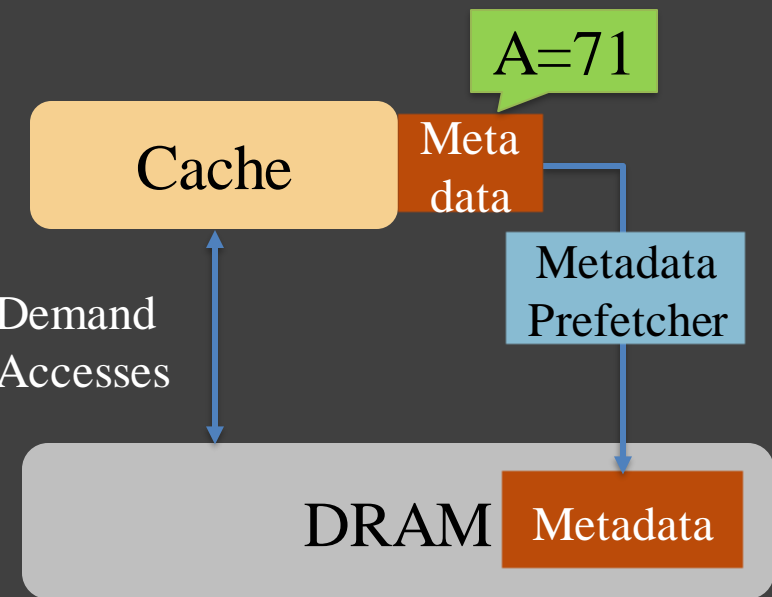 A=71
Cache
Meta
data
Metadata
Prefetcher
Demand
Accesses
DRAM
Metadata